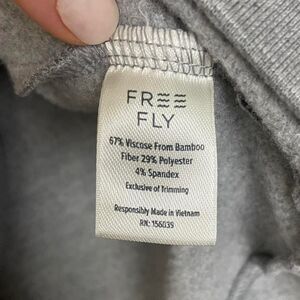 FREE
FLY
67% Viscose From Bamboo
Fiber 29% Polyester
4% Spandex
Exclusive of Trimming
Responsibly Made in Vietnam
RN: 156039